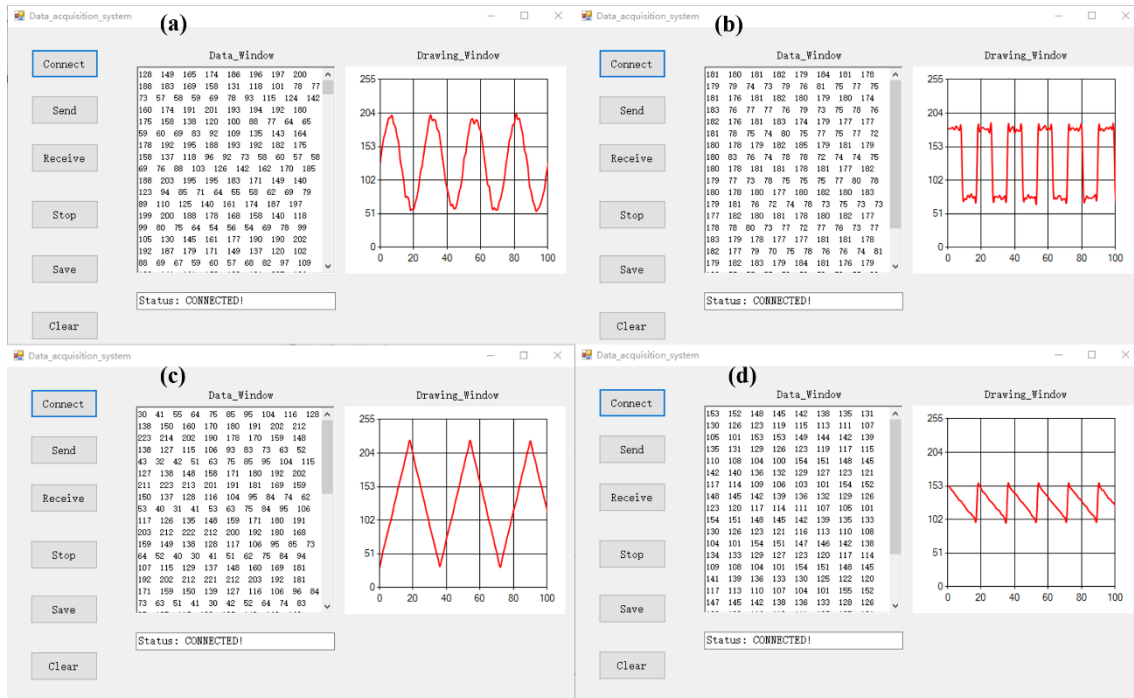 Data_acquisition_system
(a)
Connect
Send
Receive
Stop
Save
Clear
Data_Window
128 149 165 174 186 196 197 200
188 183 169 158 131 118 101 78 77
73 57 58 59 69 78 93 115 124 142
160 174 191 201 193 194 192 180
175 158 138 120 100 88 77 64 65
59 60 69 83 92 109 135 143 164
178 192 195 188 193 192 182 175
158 137 118 96 92 73 58 60 57 58
69 76 88 103 126 142 162 170 185
188 203 195 195 183 171 149 140
123 94 85 71 64 55 58 62 69 79
89 110 125 140 161 174 187 197
199 200 188 178 168 158 140 118
99 80 75 64 54 56 54 69 78 99
105 130 145 161 177 190 190 202
192 187 179 171 149 137 120 102
88 69 67 59 60 57 68 82 97 109
Status: CONNECTED!
Drawing_Window
255
204
153
102
51
0
0 20 40 60 80 100
(b)
Connect
Send
Receive
Stop
Save
Clear
Data_acquisition_system
Data_Window
181 180 181 182 179 184 181 178
179 79 74 73 79 76 81 75 77 75
181 176 181 182 180 179 180 174
83 76 77 77 76 79 73 75 78 76
182 176 181 183 174 179 177 177
181 78 75 74 80 75 77 75 77 72
180 178 179 182 185 179 181 179
180 83 76 74 78 78 72 74 74 75
180 178 181 181 178 181 177 182
179 77 73 78 75 75 75 77 80 78
180 178 180 177 180 182 180 183
179 181 76 72 74 78 73 75 73 73
177 182 180 181 178 180 182 177
178 78 80 73 77 72 77 76 73 77
183 179 178 177 177 181 181 178
182 177 79 70 75 78 76 76 74 81
179 182 183 179 184 181 176 179
Status: CONNECTED!
Drawing_Window
255
204
153
102
51
0
0 20 40 60 80 100
Data_acquisition_system
(c)
Connect
Send
Receive
Stop
Save
Clear
Data_Window
30 41 55 64 75 85 95 104 116 128
138 150 160 170 180 191 202 212
223 214 202 190 178 170 159 148
138 127 115 106 93 83 73 63 52
43 32 42 51 63 75 85 95 104 115
127 138 148 158 171 180 192 202
211 223 213 201 191 181 169 159
150 137 128 116 104 95 84 74 62
53 40 31 41 53 63 75 84 95 106
117 126 135 148 159 171 180 191
203 212 222 212 200 192 180 168
159 149 138 128 117 106 95 85 73
64 52 40 30 41 51 62 75 84 94
107 115 129 137 148 160 169 181
192 202 212 221 212 203 192 181
171 159 150 139 127 116 106 96 84
73 63 51 41 30 42 52 64 74 83
Status: CONNECTED!
Drawing_Window
255
204
153
102
51
0
0 20 40 60 80 100
Data_acquisition_system
(d)
Connect
Send
Receive
Stop
Save
Clear
Data_Window
153 152 148 145 142 138 135 131
130 126 123 119 115 113 111 107
105 101 153 153 149 144 142 139
135 131 129 126 123 119 117 115
110 108 104 100 154 151 148 145
142 140 136 132 129 127 123 121
117 114 109 106 103 101 154 152
148 145 142 139 136 132 129 126
123 120 117 114 111 107 105 101
154 151 148 145 142 139 135 133
130 126 123 121 116 113 110 108
104 101 154 151 147 146 142 138
134 133 129 127 123 120 117 114
109 108 104 101 154 151 148 145
141 139 136 133 130 125 122 120
117 113 110 107 104 101 155 152
147 145 142 138 136 133 128 126
Status: CONNECTED!
Drawing_Window
255
204
153
102
51
0
0 20 40 60 80 100